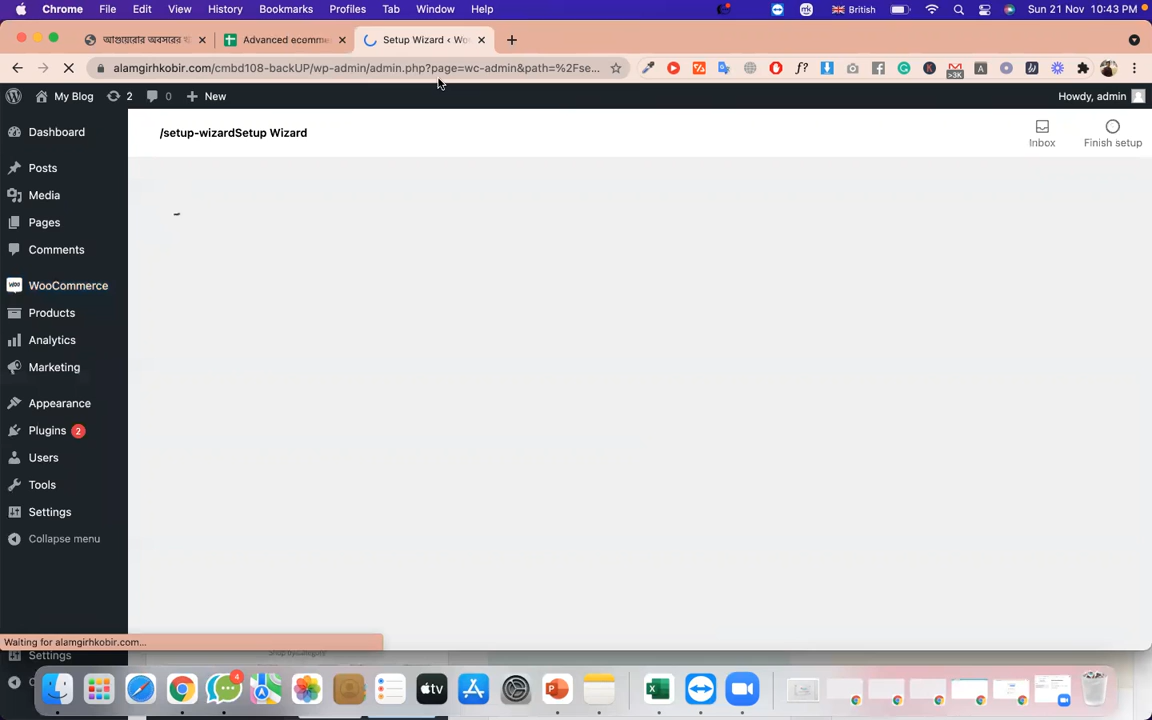 Chrome File Edit View History Bookmarks Profiles Tab Window Help British Sun 21 Nov 10:43 PM
Advanced ecomme Setup Wizard ‹ Wo
alamgirhkobir.com/cmbd108-backUP/wp-admin/admin.php?page=wc-admin&path=%2Fse... >3K
My Blog 2 0 New Howdy, admin
Dashboard
/setup-wizardSetup Wizard
Inbox Finish setup
Posts
Media
Pages
Comments
WooCommerce
Products
Analytics
Marketing
Appearance
Plugins 2
Users
Tools
Settings
Collapse menu
Waiting for alamgirhkobir.com...
Settings
4
tv